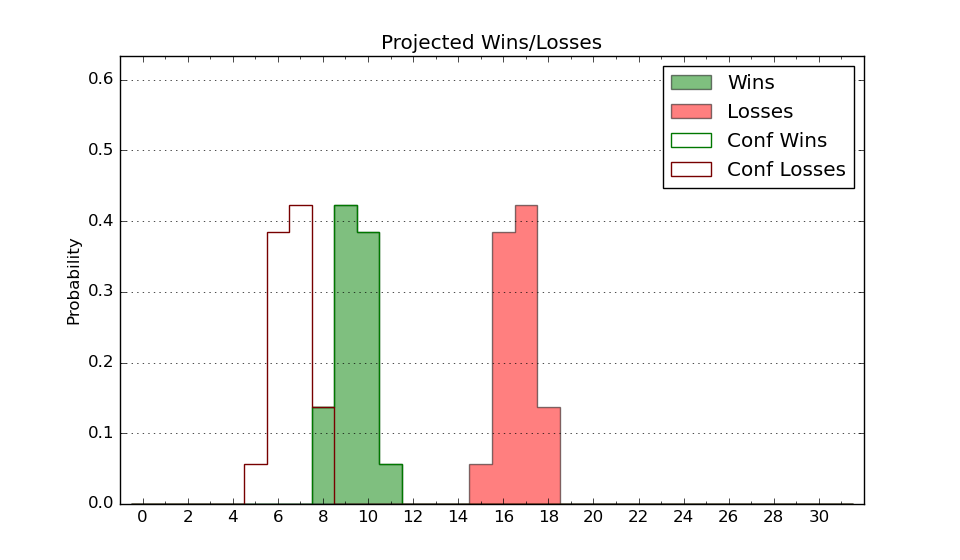 Projected Wins/Losses
Probability
0.6
0.5
0.4
0.3
0.2
0.1
0.0
0 2 4 6 8 10 12 14 16 18 20 22 24 26 28 30
Wins
Losses
Conf Wins
Conf Losses